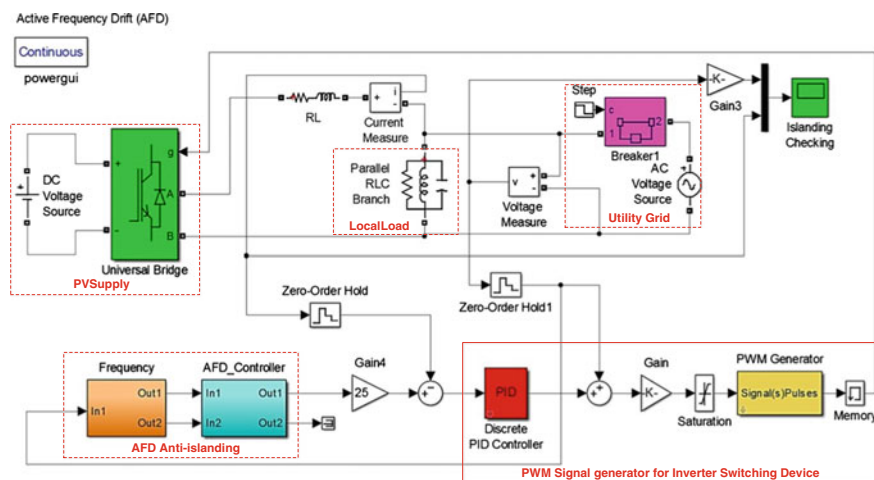 Active Frequency Drift (AFD)
Continuous
powergui
-K-
Gain3
Islanding
Checking
RL
+
-
i
Current
Measure
Step
c
1
2
Breaker1
AC
Voltage
Source
+
Utility Grid
DC
Voltage
Source
+
+
-
g
A
B
Universal Bridge
PVSupply
Parallel
RLC
Branch
LocalLoad
v
+
-
Voltage
Measure
Zero-Order Hold
Zero-Order Hold1
Frequency
In1
Out1
Out2
AFD_Controller
In1
In2
Out1
Out2
AFD Anti-islanding
Gain4
25
−
+
PID
Discrete
PID Controller
+
+
Gain
-K-
Saturation
PWM Generator
Signal(s)Pulses
Memory
PWM Signal generator for Inverter Switching Device